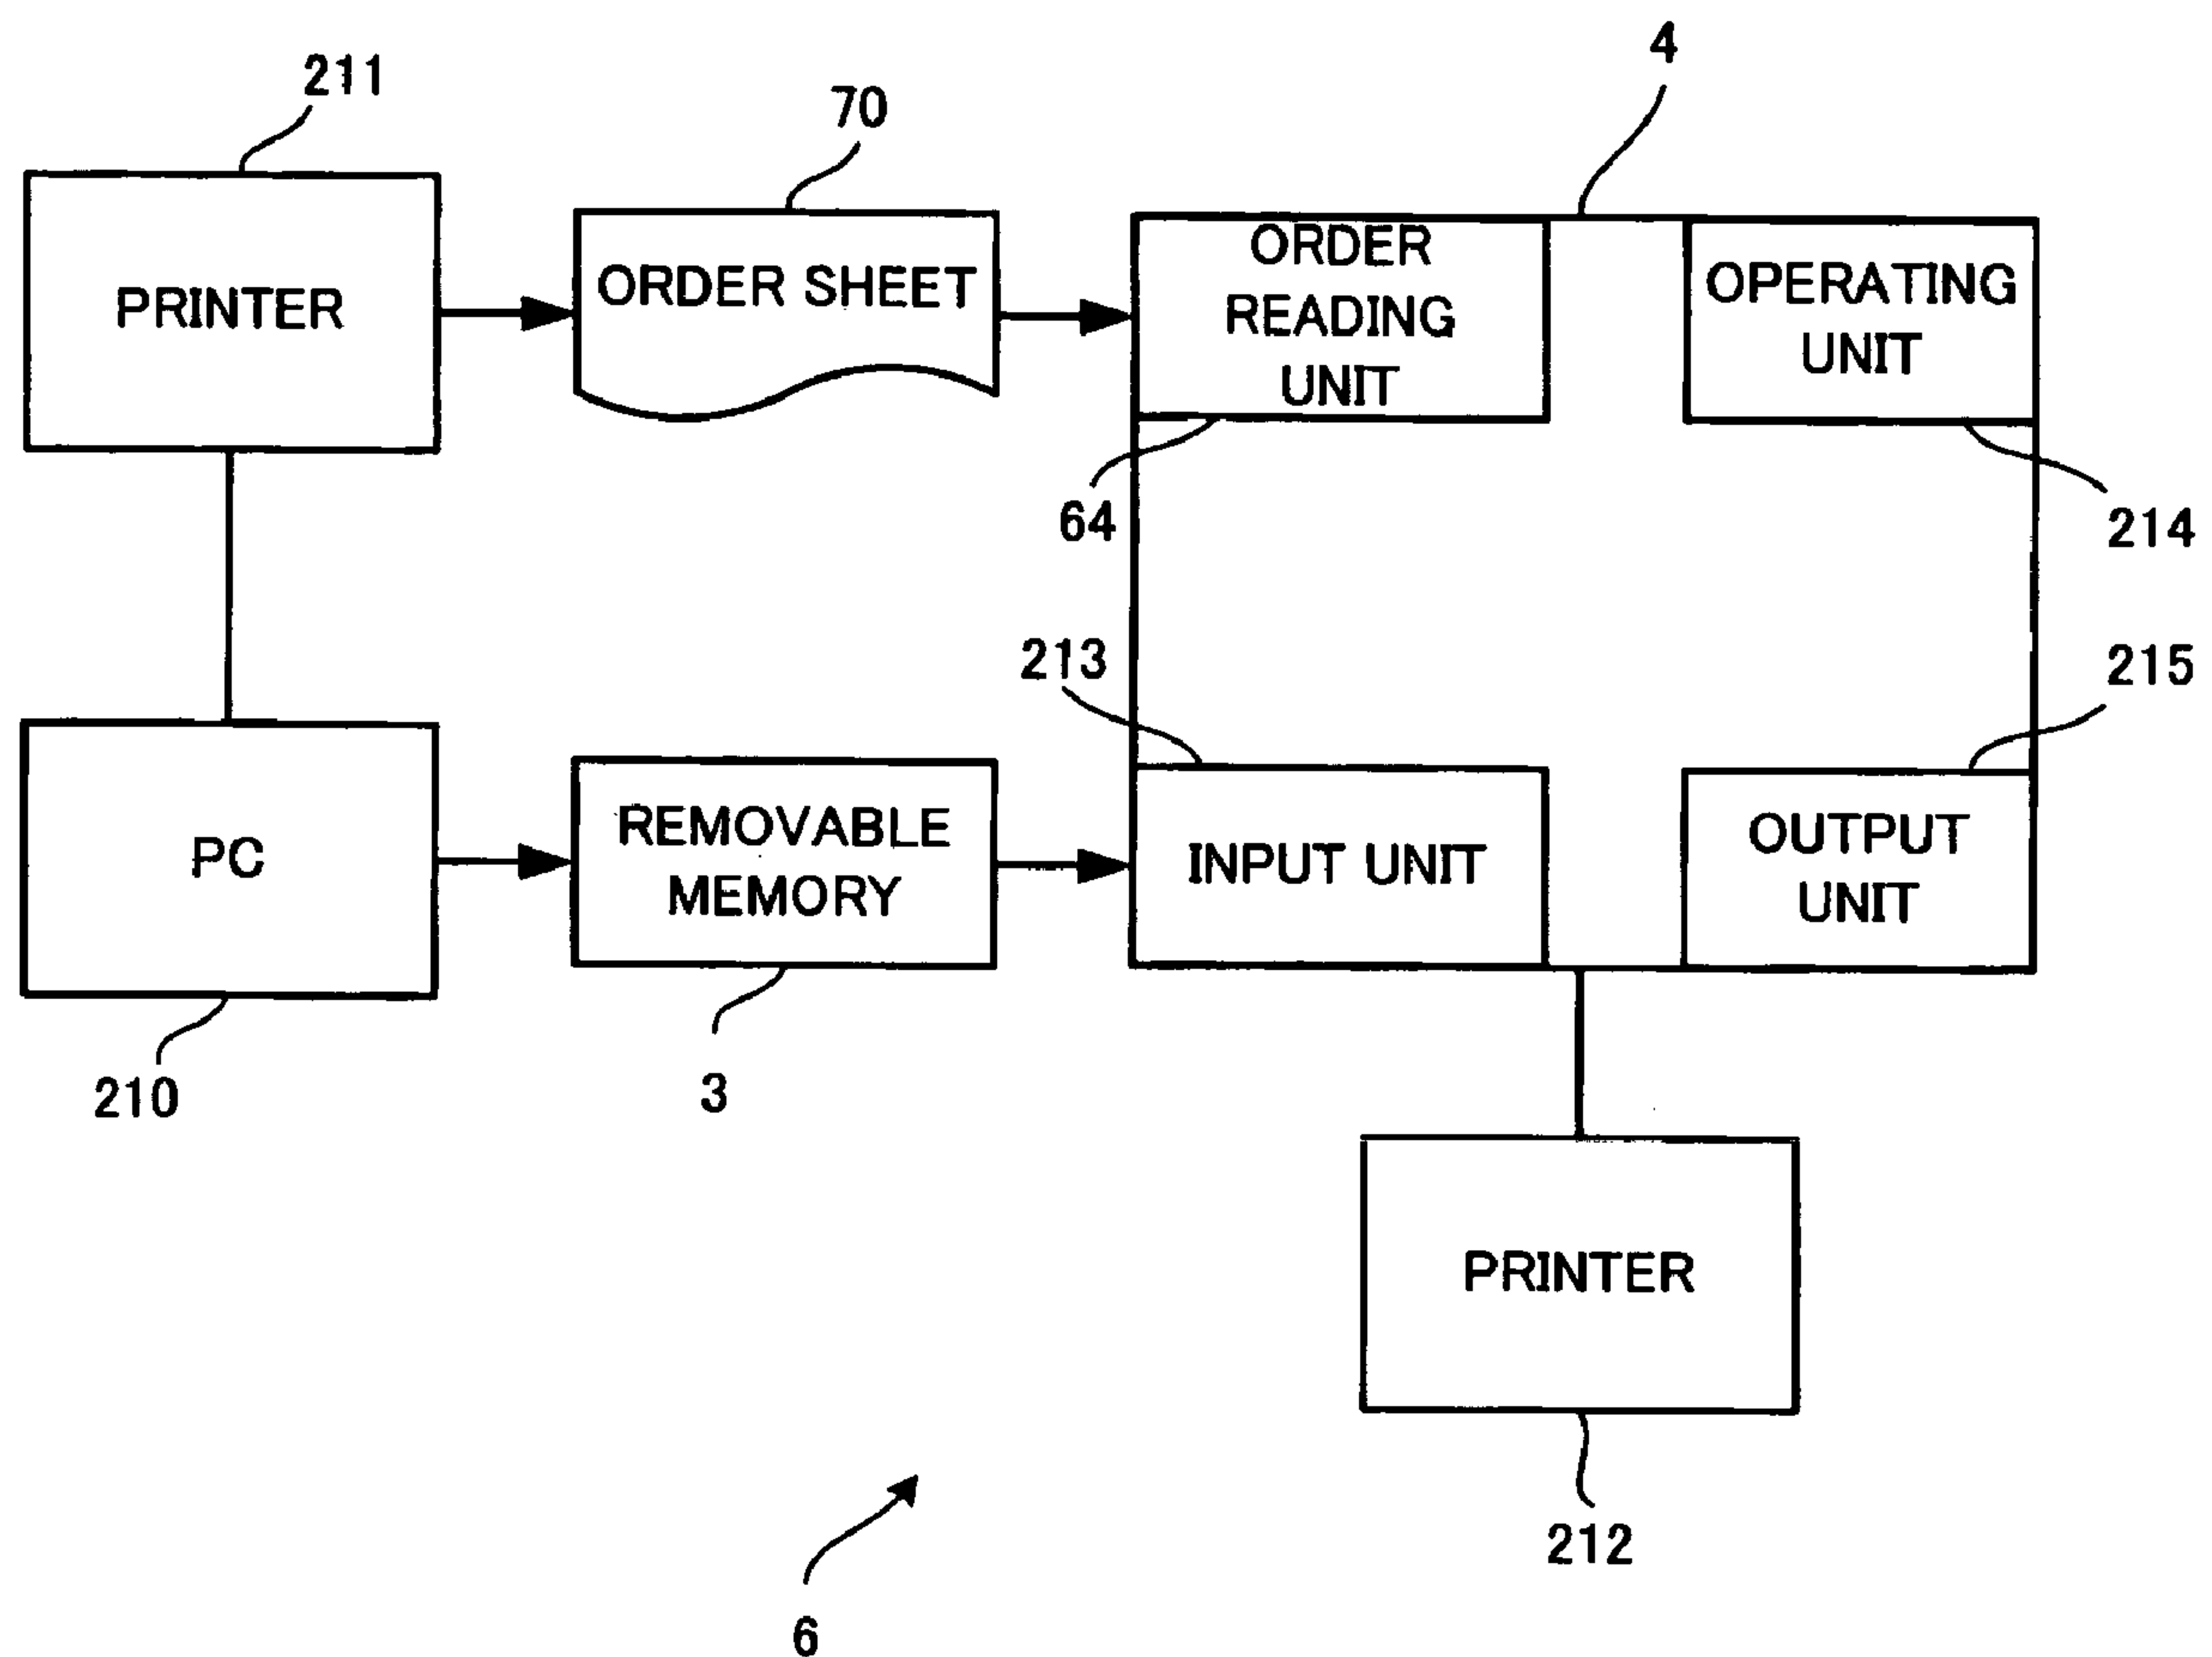 4
211
70
PRINTER
ORDER SHEET
ORDER
READING
UNIT
OPERATING
UNIT
64
214
213
215
PC
REMOVABLE
MEMORY
INPUT UNIT
OUTPUT
UNIT
210
3
PRINTER
212
6